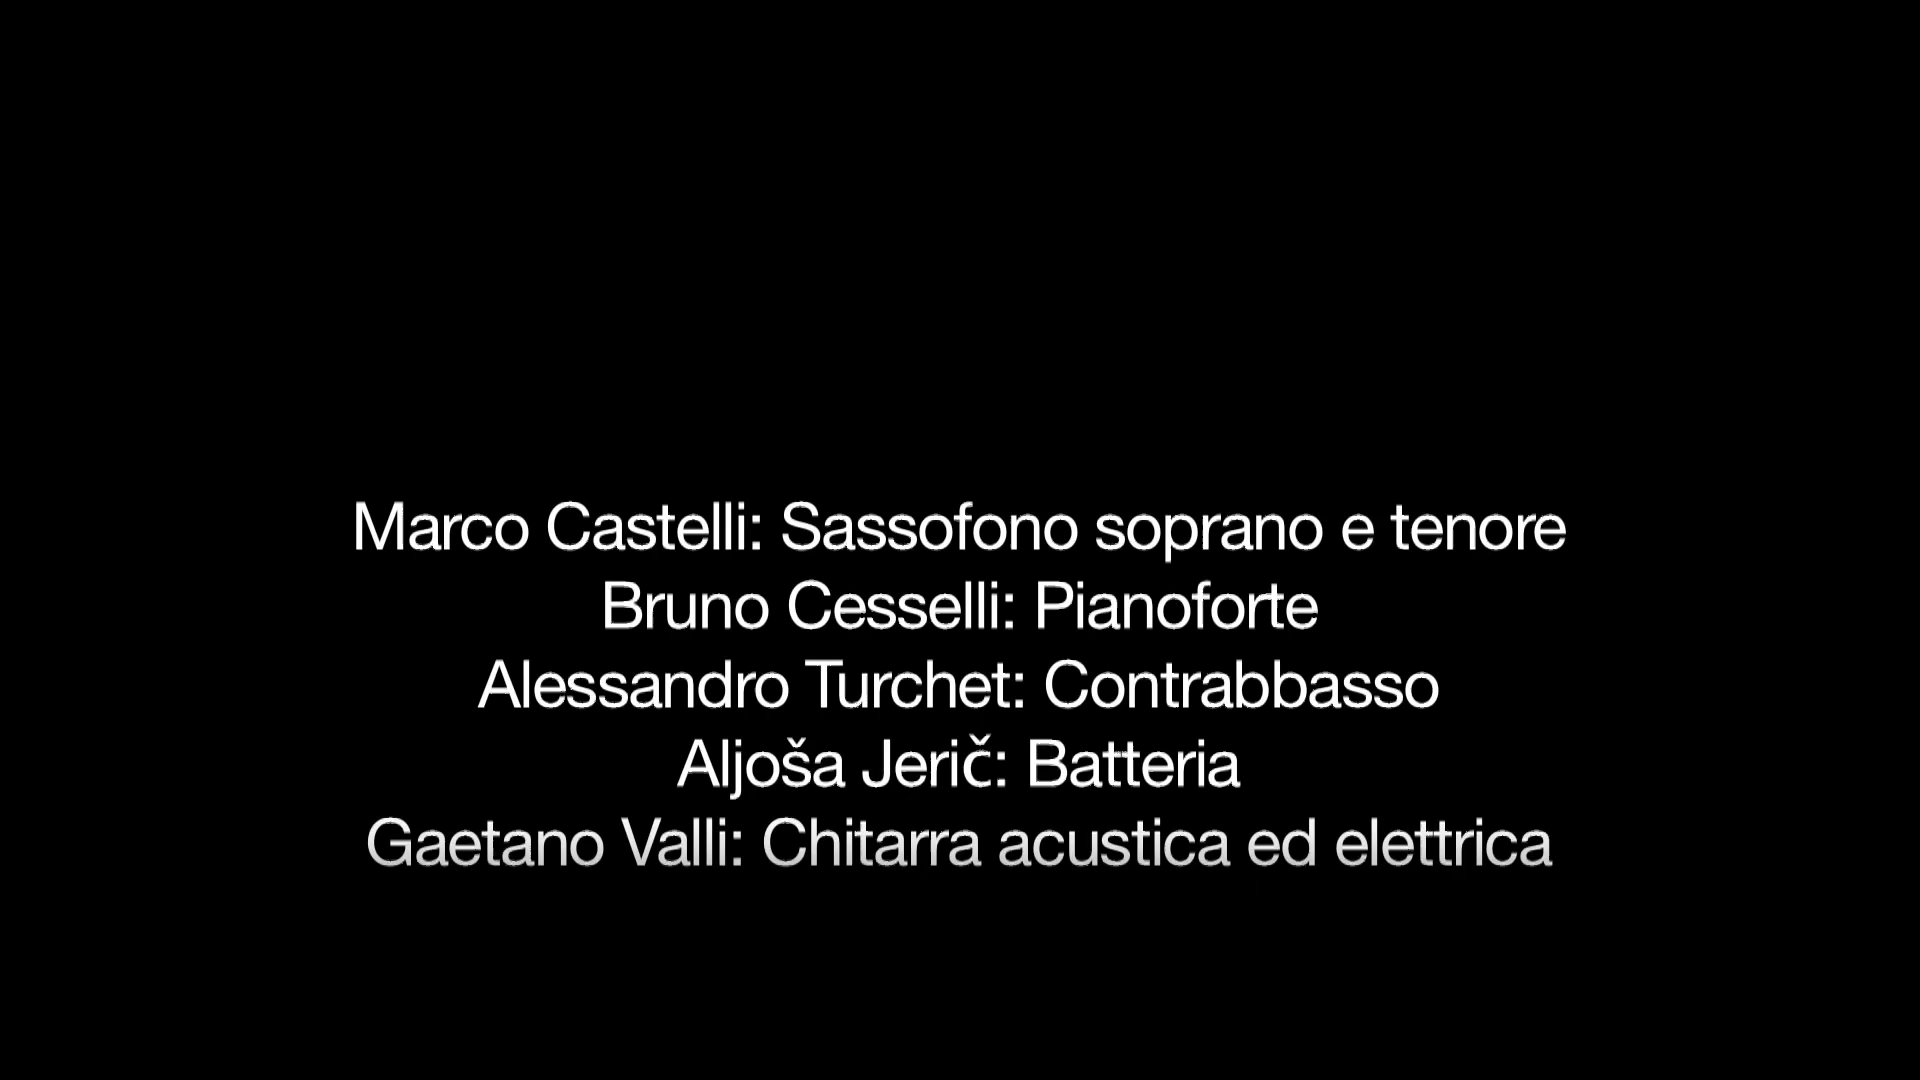 Marco Castelli: Sassofono soprano e tenore
Bruno Cesselli: Pianoforte
Alessandro Turchet: Contrabbasso
Aljoša Jerič: Batteria
Gaetano Valli: Chitarra acustica ed elettrica